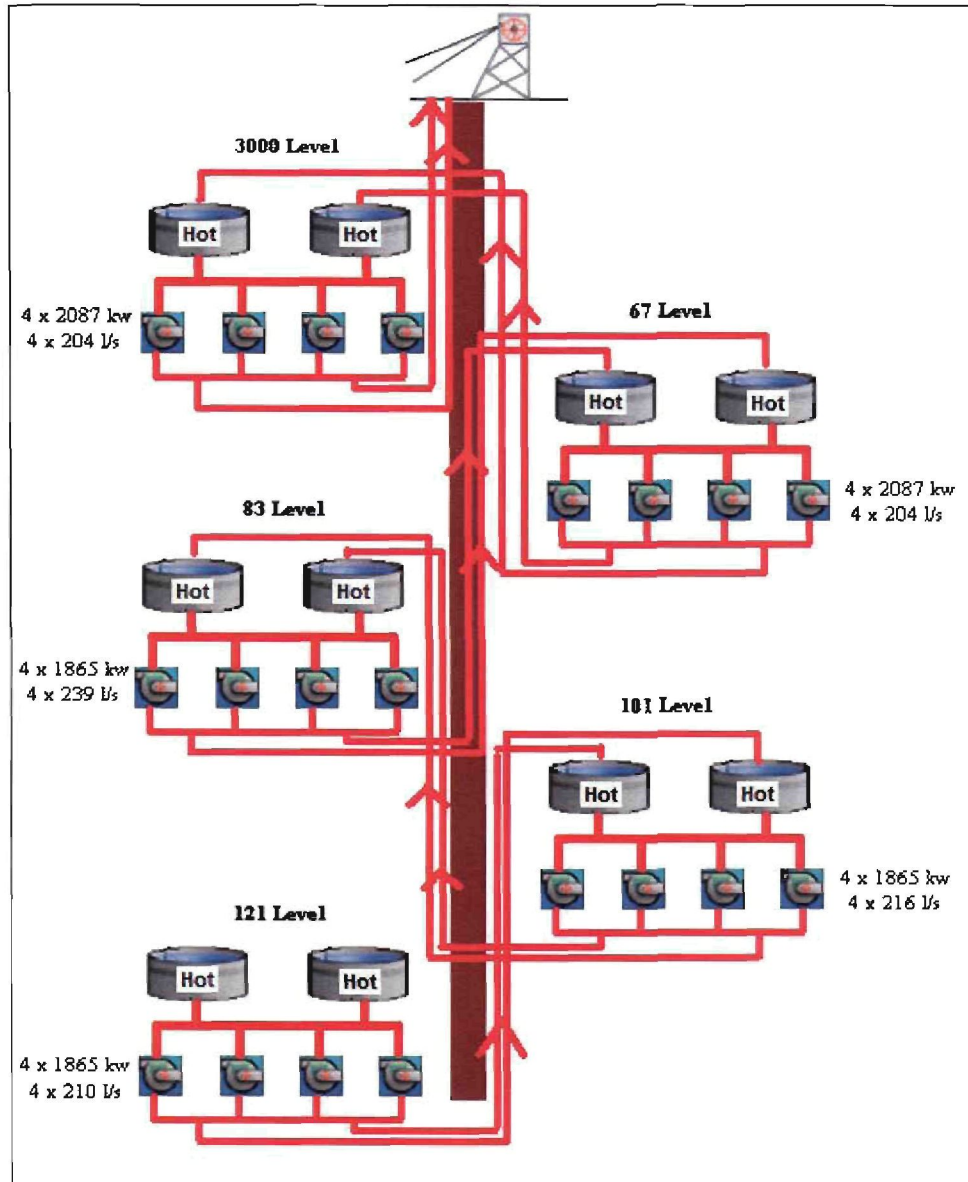 3000 Level
Hot
Hot
4 x 2087 kw
4 x 204 l/s
67 Level
Hot
Hot
4 x 2087 kw
4 x 204 l/s
83 Level
Hot
Hot
4 x 1865 kw
4 x 239 l/s
101 Level
Hot
Hot
4 x 1865 kw
4 x 216 l/s
121 Level
Hot
Hot
4 x 1865 kw
4 x 210 l/s